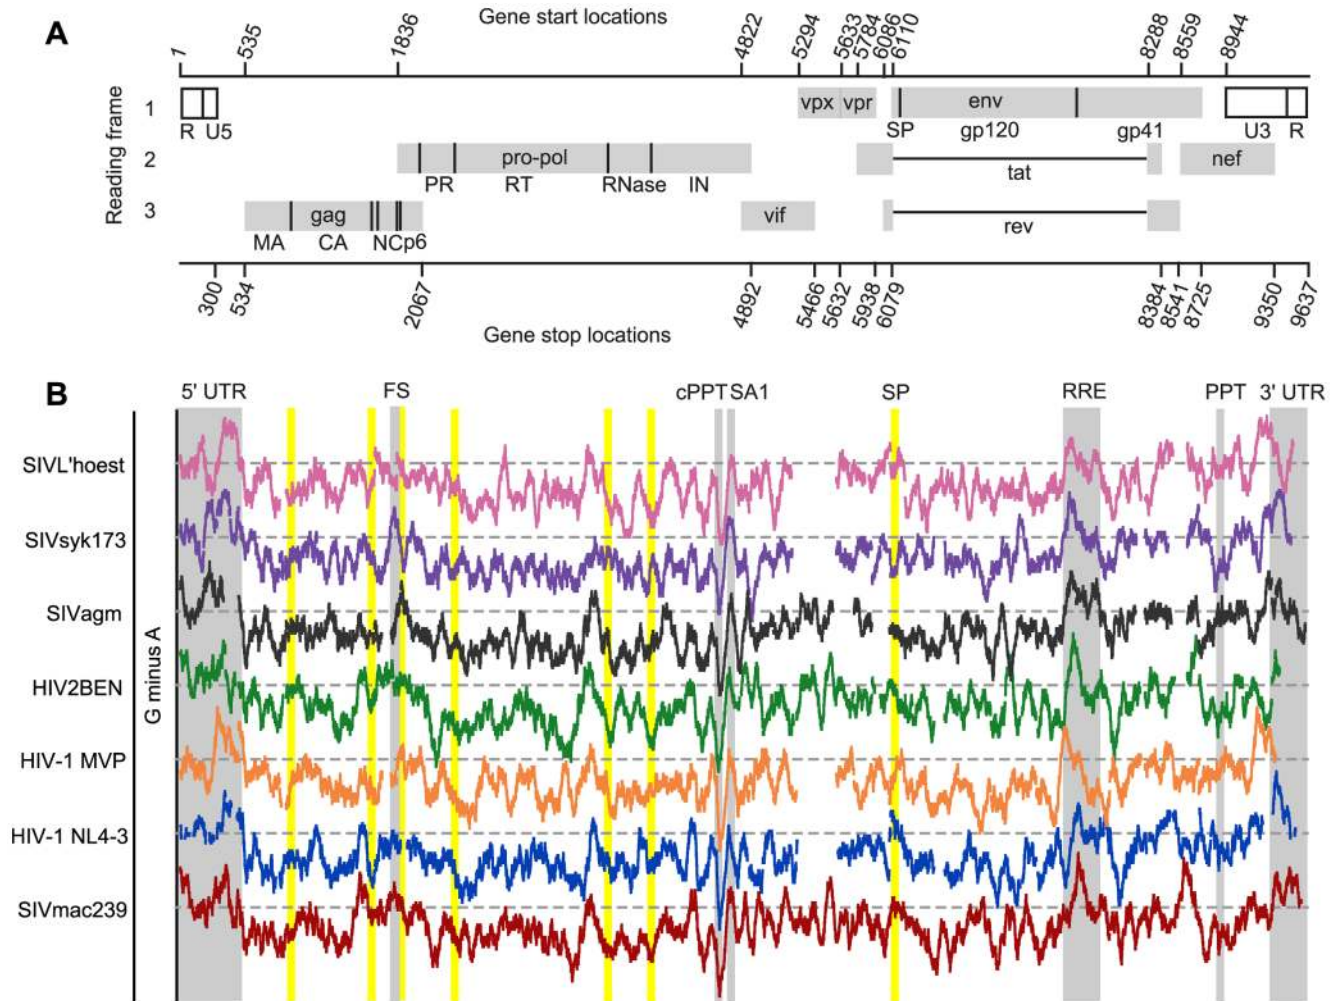 A
Gene start locations
1 535 1836 4822 5294 5633 5784 6086 6110 8288 8559 8944
Reading frame
1
vpx vpr env
R U5 SP gp120 gp41 U3 R
2
pro-pol tat nef
PR RT RNase IN
3
gag vif rev
MA CA NCp6
300 534 2067 4892 5466 5632 5938 6079 8384 8541 8725 9350 9637
Gene stop locations
B
5' UTR FS cPPT SA1 SP RRE PPT 3' UTR
G minus A
SIVL'hoest
SIVsyk173
SIVagm
HIV2BEN
HIV-1 MVP
HIV-1 NL4-3
SIVmac239